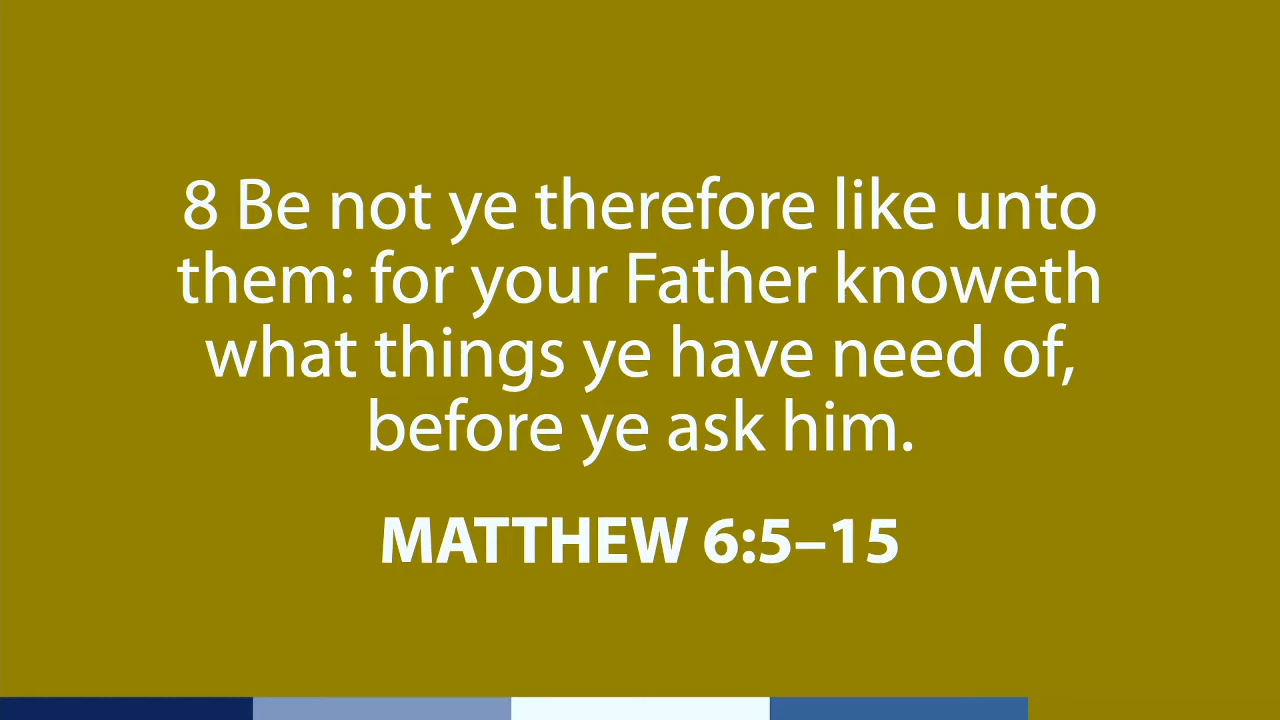 8 Be not ye therefore like unto
them: for your Father knoweth
what things ye have need of,
before ye ask him.
MATTHEW 6:5–15